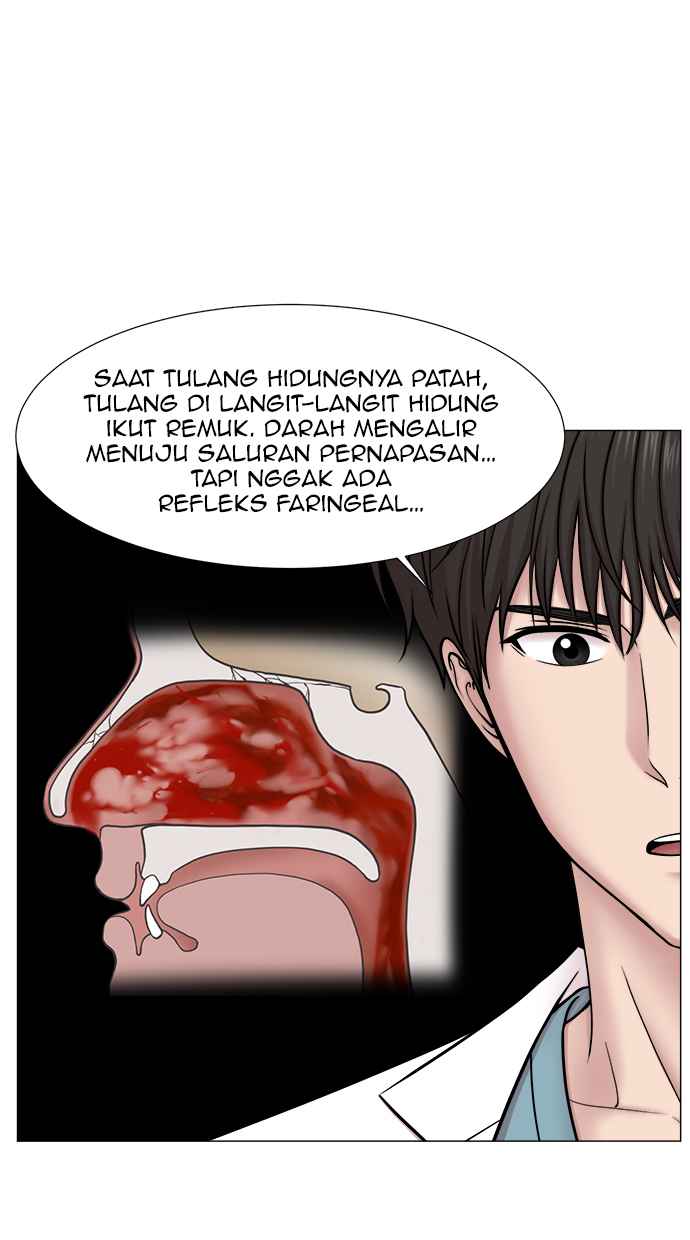 SAAT TULANG HIDUNGNYA PATAH,
TULANG DI LANGIT-LANGIT HIDUNG
IKUT REMUK. DARAH MENGALIR
MENUJU SALURAN PERNAPASAN...
TAPI NGGAK ADA
REFLEKS FARINGEAL...